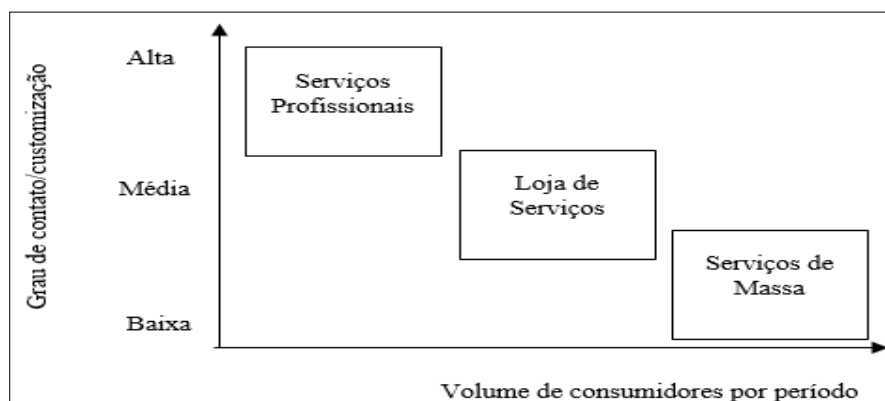 Grau de contato/customização
Alta
Média
Baixa
Serviços
Profissionais
Loja de
Serviços
Serviços de
Massa
Volume de consumidores por período